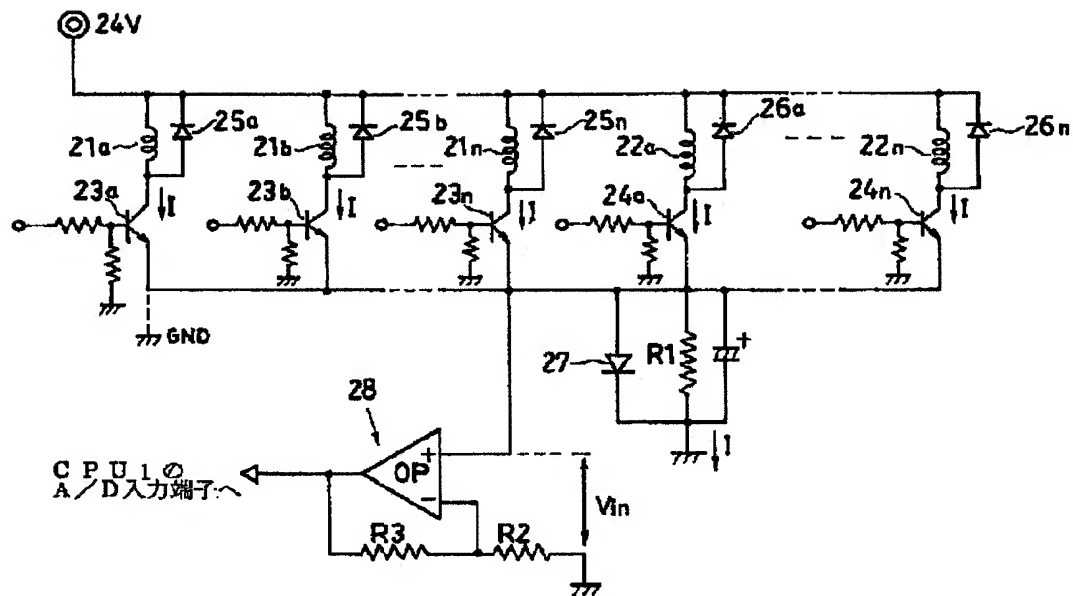 24V
25a
25b
25n
26a
26n
21a
21b
21n
22a
22n
23a
23b
23n
24a
24n
I
I
I
I
I
GND
27
R1
+
I
28
+
OP
−
Vin
CPU1の
A/D入力端子へ
R3
R2